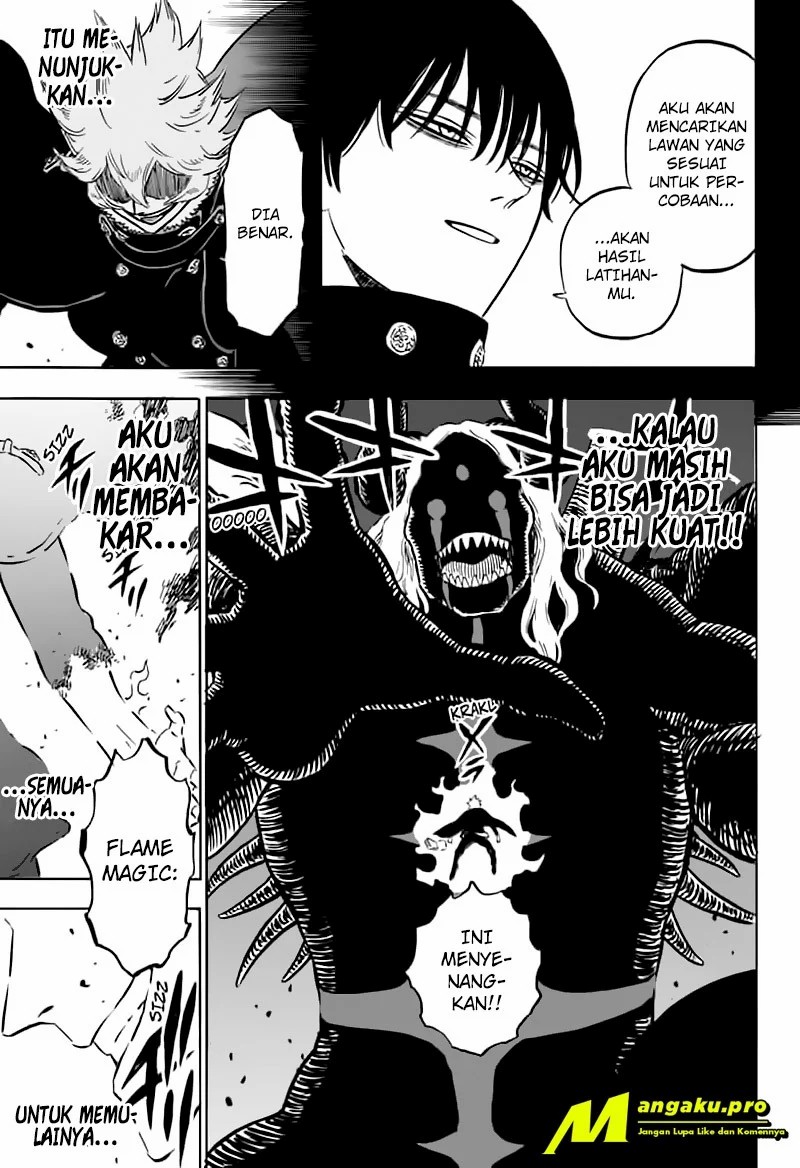 AKU AKAN
MENCARIKAN
LAWAN YANG
SESUAI
UNTUK PER-
COBAAN...
...AKAN
HASIL
LATIHAN-
MU.
DIA
BENAR.
ITU ME-
NUNJUK-
KAN...
...KALAU
AKU MASIH
BISA JADI
LEBIH KUAT!!
OOOOO
KRAKL
INI
MENYE-
NANG-
KAN!!
SIZZ
AKU
AKAN
MEMBA-
KAR...
SIZZ
...SEMUA-
NYA...
FLAME
MAGIC:
SIZZ
UNTUK MEMU-
LAINYA...
Mangaku.pro
Jangan Lupa Like dan Komennya